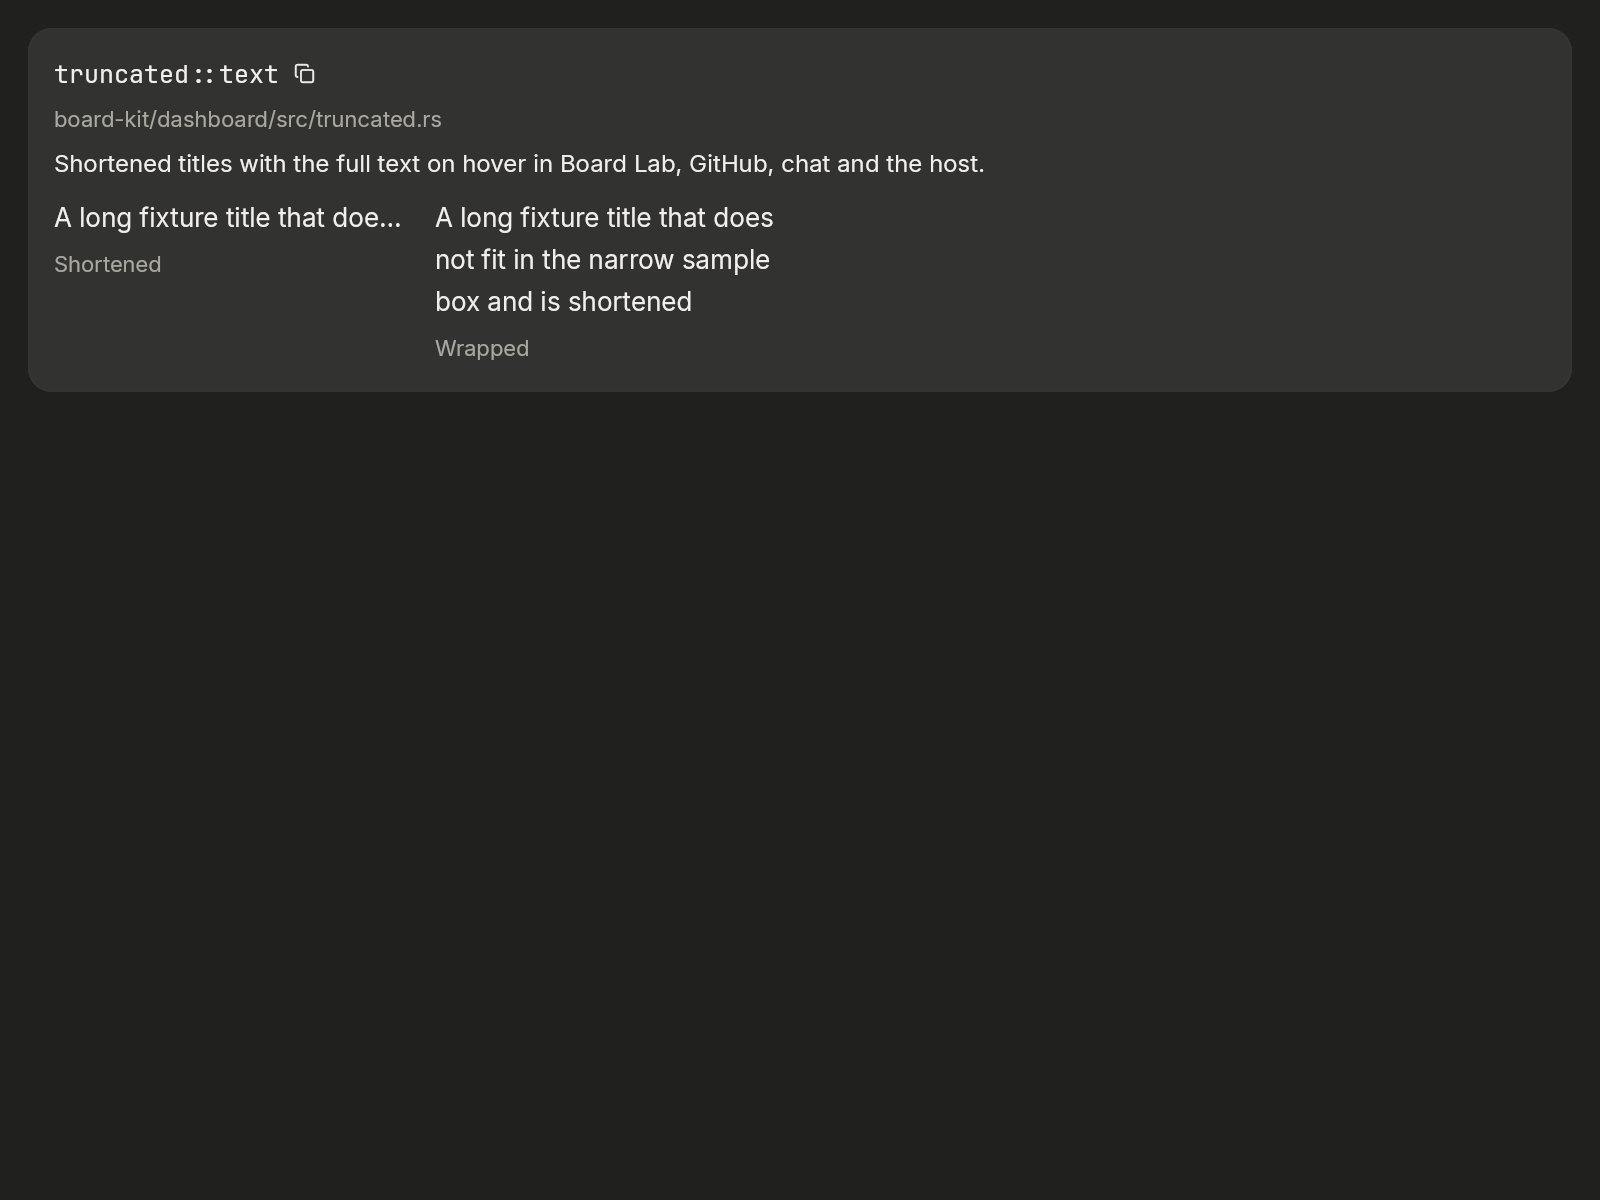 truncated::text
board-kit/dashboard/src/truncated.rs
Shortened titles with the full text on hover in Board Lab, GitHub, chat and the host.
A long fixture title that doe...
Shortened
A long fixture title that does
not fit in the narrow sample
box and is shortened
Wrapped